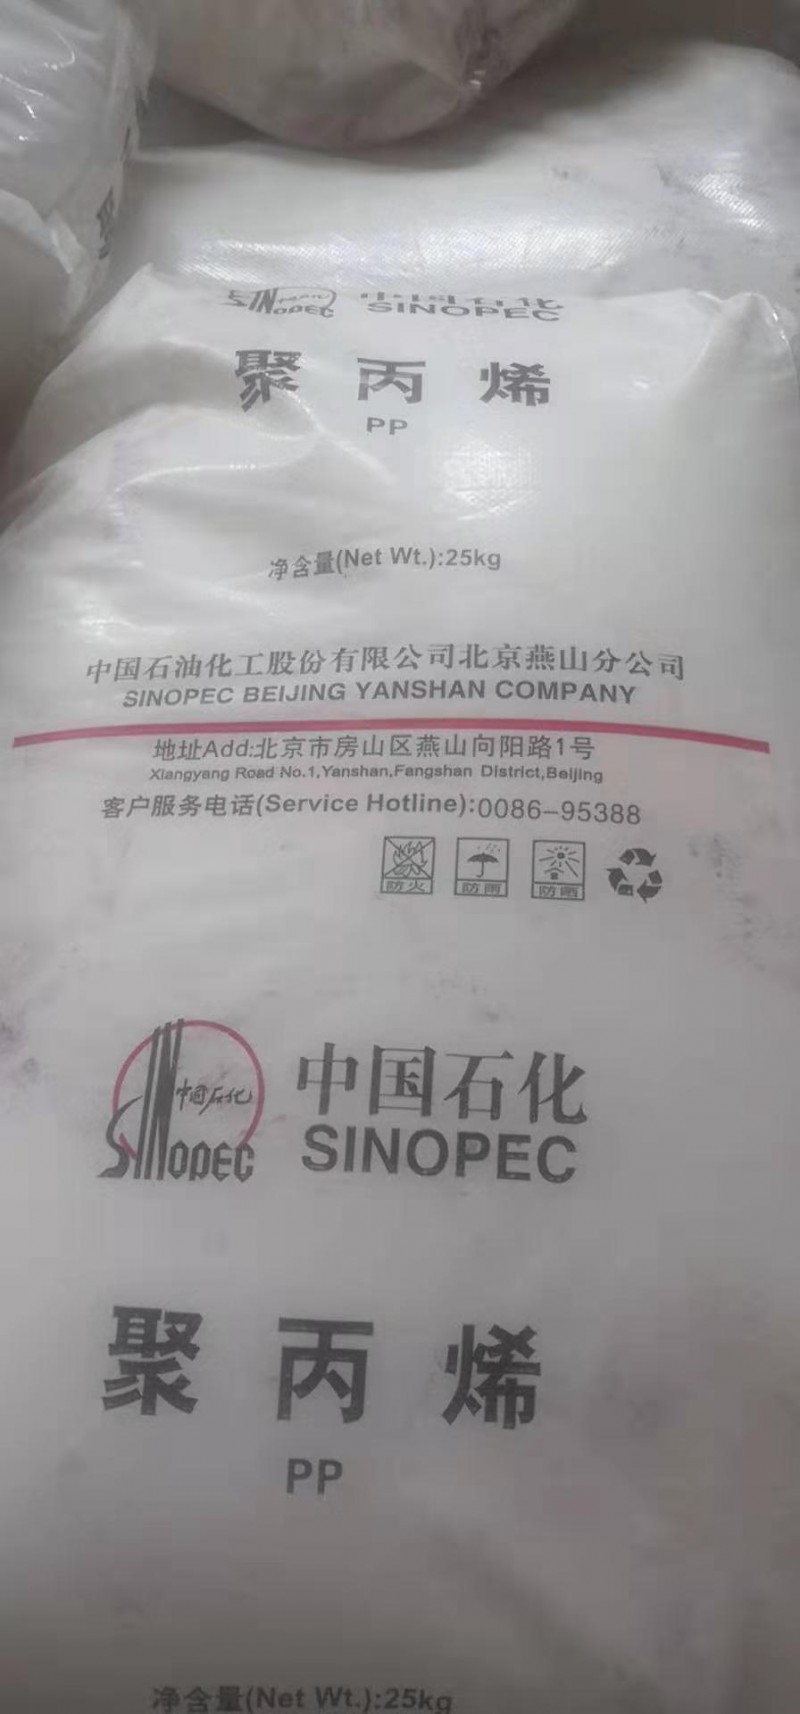 SINOPEC 中国石化
SINOPEC
聚丙烯
PP
净含量(Net Wt.):25kg
中国石油化工股份有限公司北京燕山分公司
SINOPEC BEIJING YANSHAN COMPANY
地址Add:北京市房山区燕山向阳路1号
Xiangyang Road No.1,Yanshan,Fangshan District,Beijing
客户服务电话(Service Hotline):0086-95388
防火 防雨 防晒
中国石化
SINOPEC
中国石化
SINOPEC
聚丙烯
PP
净含量(Net Wt.):25kg